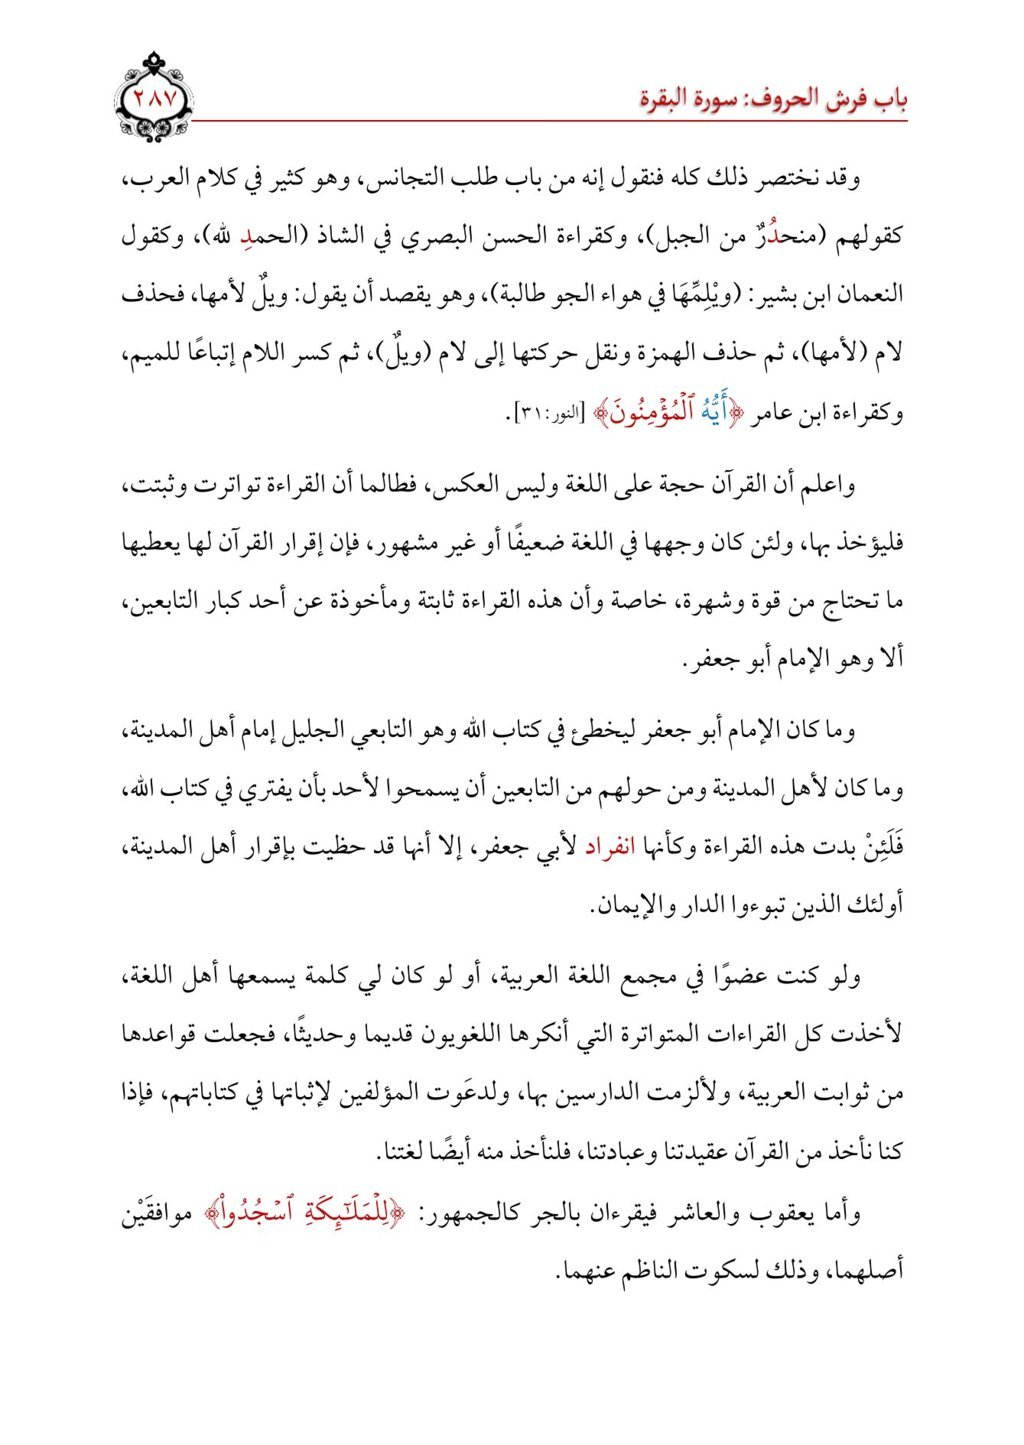 باب فرش الحروف: سورة البقرة
٢٨٧
وقد نختصر ذلك كله فنقول إنه من باب طلب التجانس، وهو كثير في كلام العرب،
كقولهم (منحدُرٌ من الجبل)، وكقراءة الحسن البصري في الشاذ (الحمدِ لله)، وكقول
النعمان ابن بشير: (ويْلِمِّهَا في هواء الجو طالبة)، وهو يقصد أن يقول: ويلٌ لأمها، فحذف
لام (لأمها)، ثم حذف الهمزة ونقل حركتها إلى لام (ويلٌ)، ثم كسر اللام إتباعًا للميم،
وكقراءة ابن عامر ﴿أَيُّهُ ٱلۡمُؤۡمِنُونَ﴾ [النور:٣١].
واعلم أن القرآن حجة على اللغة وليس العكس، فطالما أن القراءة تواترت وثبتت،
فليؤخذ بها، ولئن كان وجهها في اللغة ضعيفًا أو غير مشهور، فإن إقرار القرآن لها يعطيها
ما تحتاج من قوة وشهرة، خاصة وأن هذه القراءة ثابتة ومأخوذة عن أحد كبار التابعين،
ألا وهو الإمام أبو جعفر.
وما كان الإمام أبو جعفر ليخطئ في كتاب الله وهو التابعي الجليل إمام أهل المدينة،
وما كان لأهل المدينة ومن حولهم من التابعين أن يسمحوا لأحد بأن يفتري في كتاب الله،
فَلَئِنْ بدت هذه القراءة وكأنها انفراد لأبي جعفر، إلا أنها قد حظيت بإقرار أهل المدينة،
أولئك الذين تبوءوا الدار والإيمان.
ولو كنت عضوًا في مجمع اللغة العربية، أو لو كان لي كلمة يسمعها أهل اللغة،
لأخذت كل القراءات المتواترة التي أنكرها اللغويون قديما وحديثًا، فجعلت قواعدها
من ثوابت العربية، ولألزمت الدارسين بها، ولدعَوت المؤلفين لإثباتها في كتاباتهم، فإذا
كنا نأخذ من القرآن عقيدتنا وعبادتنا، فلنأخذ منه أيضًا لغتنا.
وأما يعقوب والعاشر فيقرءان بالجر كالجمهور: ﴿لِلۡمَلَٰٓئِكَةِ ٱسۡجُدُواْ﴾ موافقَيْن
أصلهما، وذلك لسكوت الناظم عنهما.